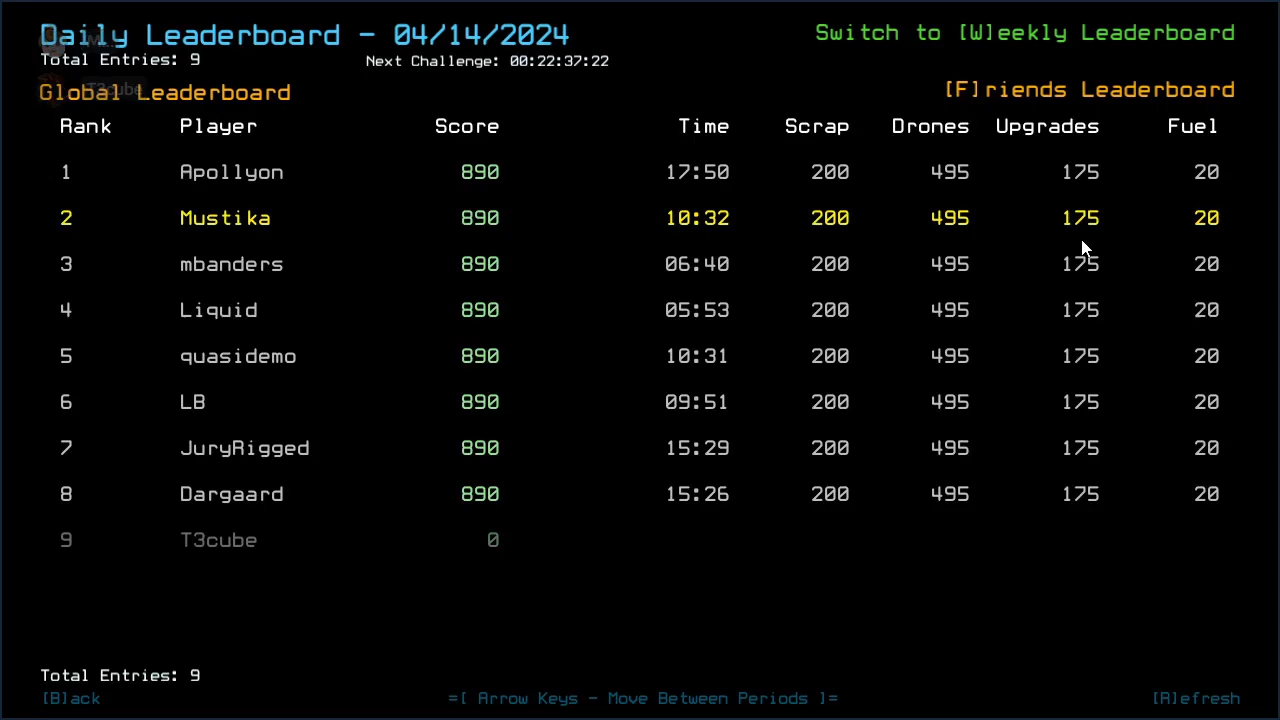 Daily Leaderboard - 04/14/2024
Switch to [W]eekly Leaderboard
Total Entries: 9
Next Challenge: 00:22:37:22
T3cube
Global Leaderboard
[F]riends Leaderboard
Rank Player Score Time Scrap Drones Upgrades Fuel
1 Apollyon 890 17:50 200 495 175 20
2 Mustika 890 10:32 200 495 175 20
3 mbanders 890 06:40 200 495 175 20
4 Liquid 890 05:53 200 495 175 20
5 quasidemo 890 10:31 200 495 175 20
6 LB 890 09:51 200 495 175 20
7 JuryRigged 890 15:29 200 495 175 20
8 Dargaard 890 15:26 200 495 175 20
9 T3cube 0
Total Entries: 9
[B]ack
=[ Arrow Keys - Move Between Periods ]=
[R]efresh